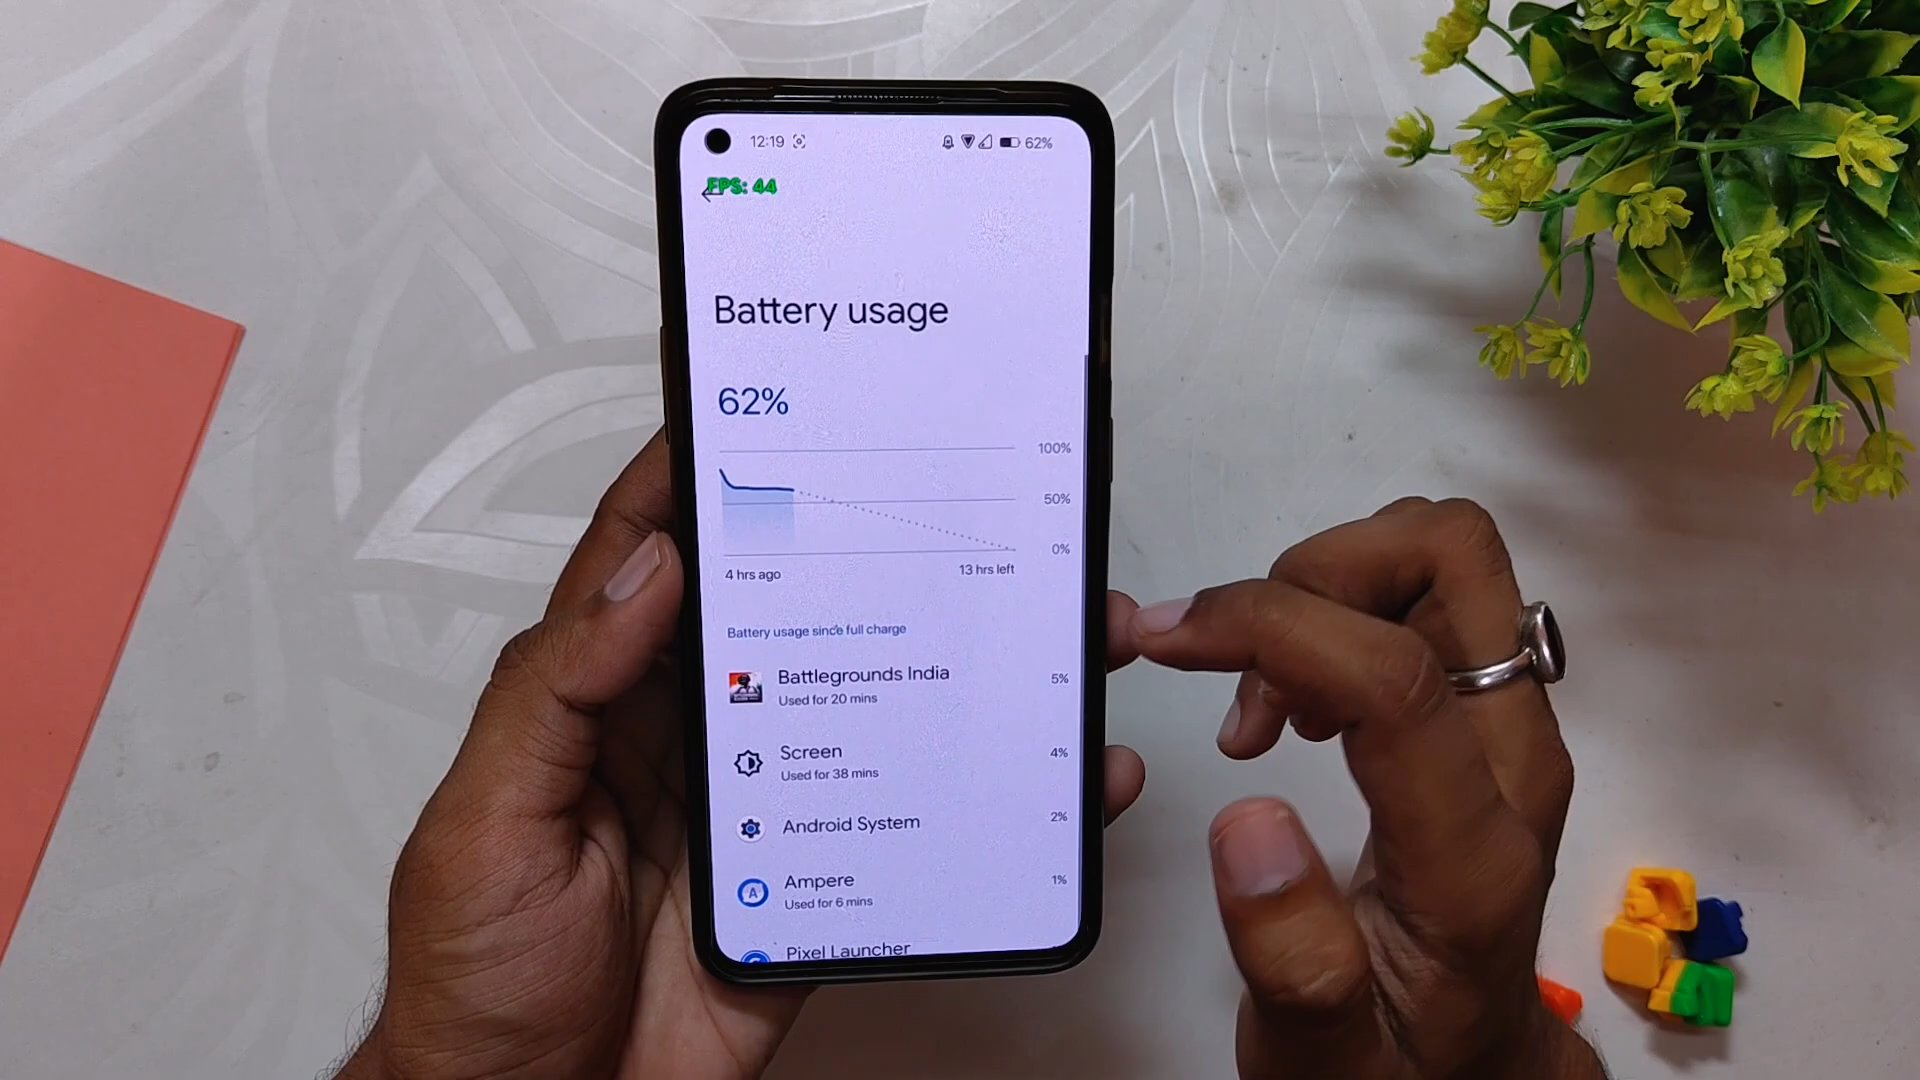 12:19 62%
FPS: 44
Battery usage
62%
100%
50%
0%
4 hrs ago 13 hrs left
Battery usage since full charge
Battlegrounds India 5%
Used for 20 mins
Screen 4%
Used for 38 mins
Android System 2%
A Ampere 1%
Used for 6 mins
Pixel Launcher